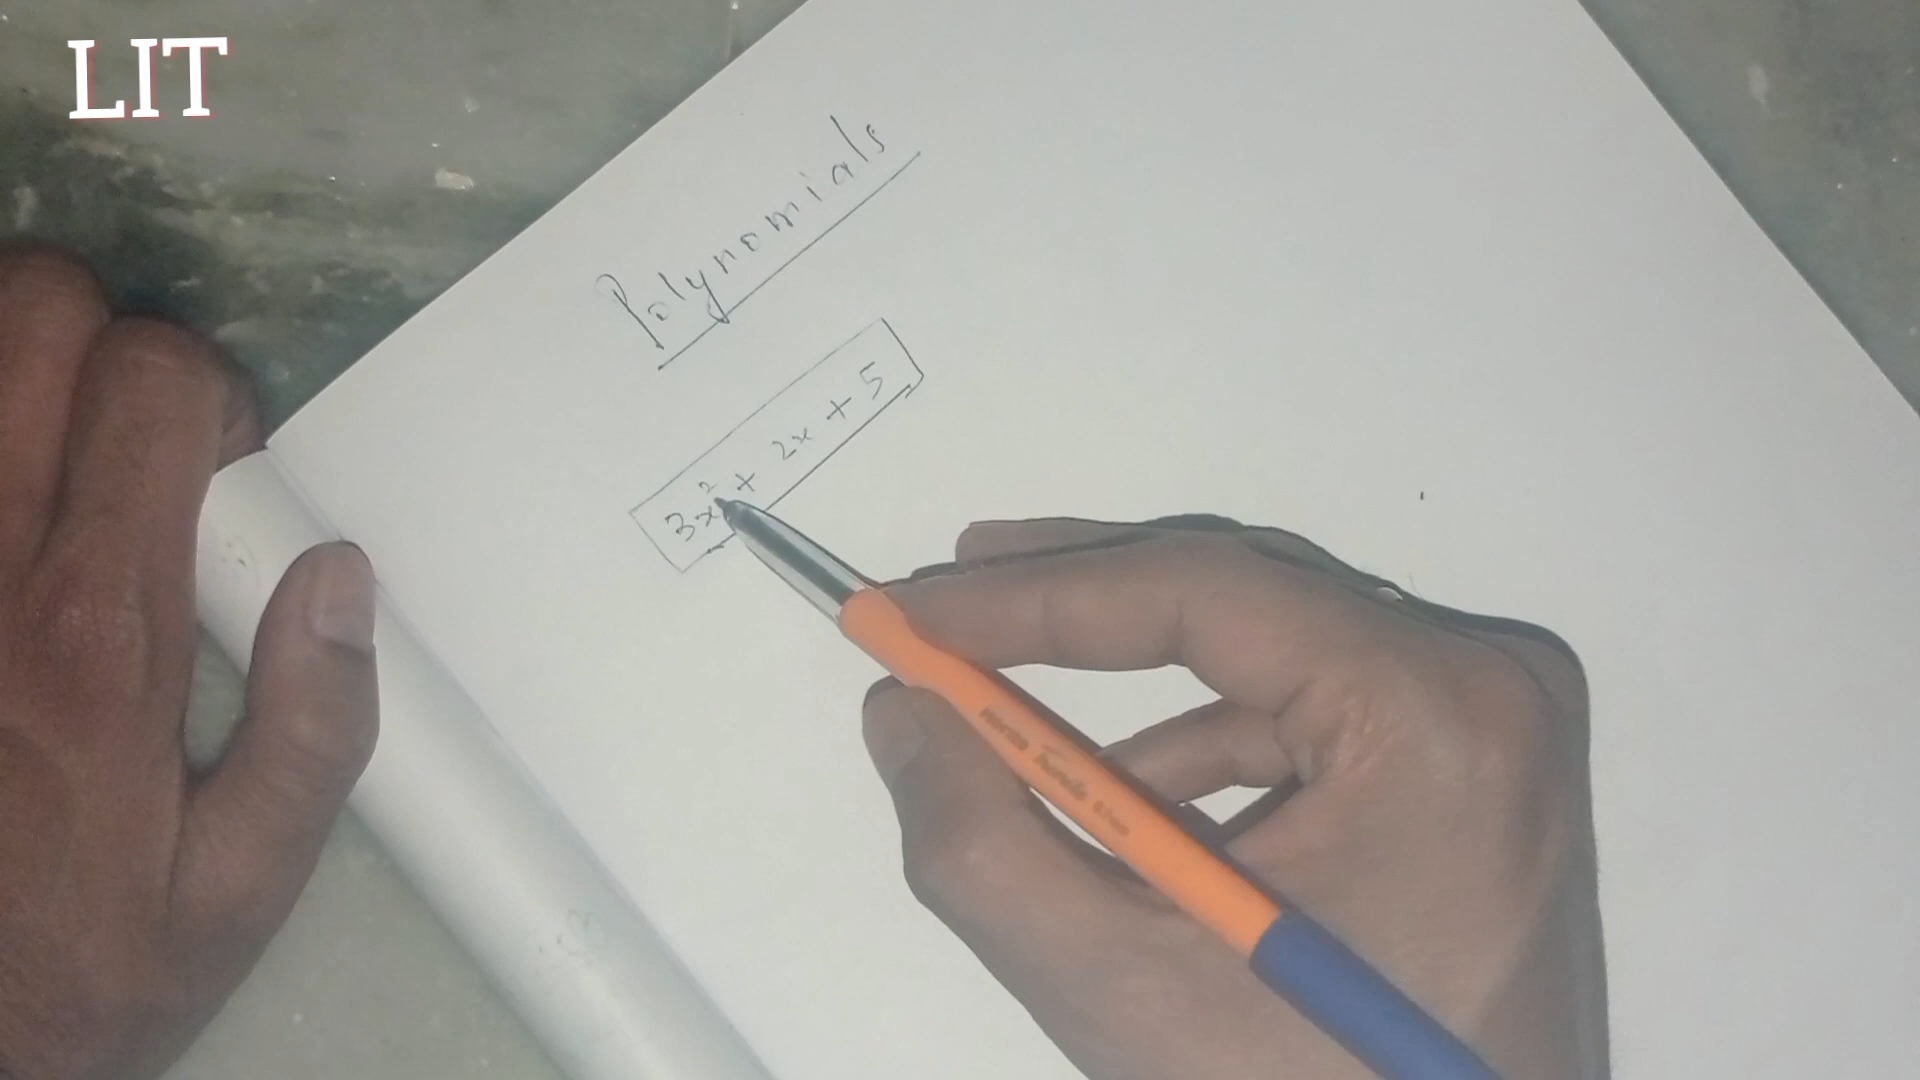 LIT
Polynomials
3x² + 2x + 5